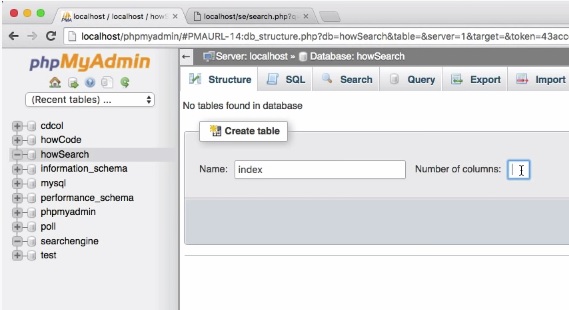 localhost / localhost / how
localhost/se/search.php?q
localhost/phpmyadmin/#PMAURL-14:db_structure.php?db=howSearch&table=&server=1&target=&token=43acc
phpMyAdmin
(Recent tables) ...
cdcol
howCode
howSearch
information_schema
mysql
performance_schema
phpmyadmin
poll
searchengine
test
Server: localhost » Database: howSearch
Structure SQL Search Query Export Import
No tables found in database
Create table
Name: index Number of columns: